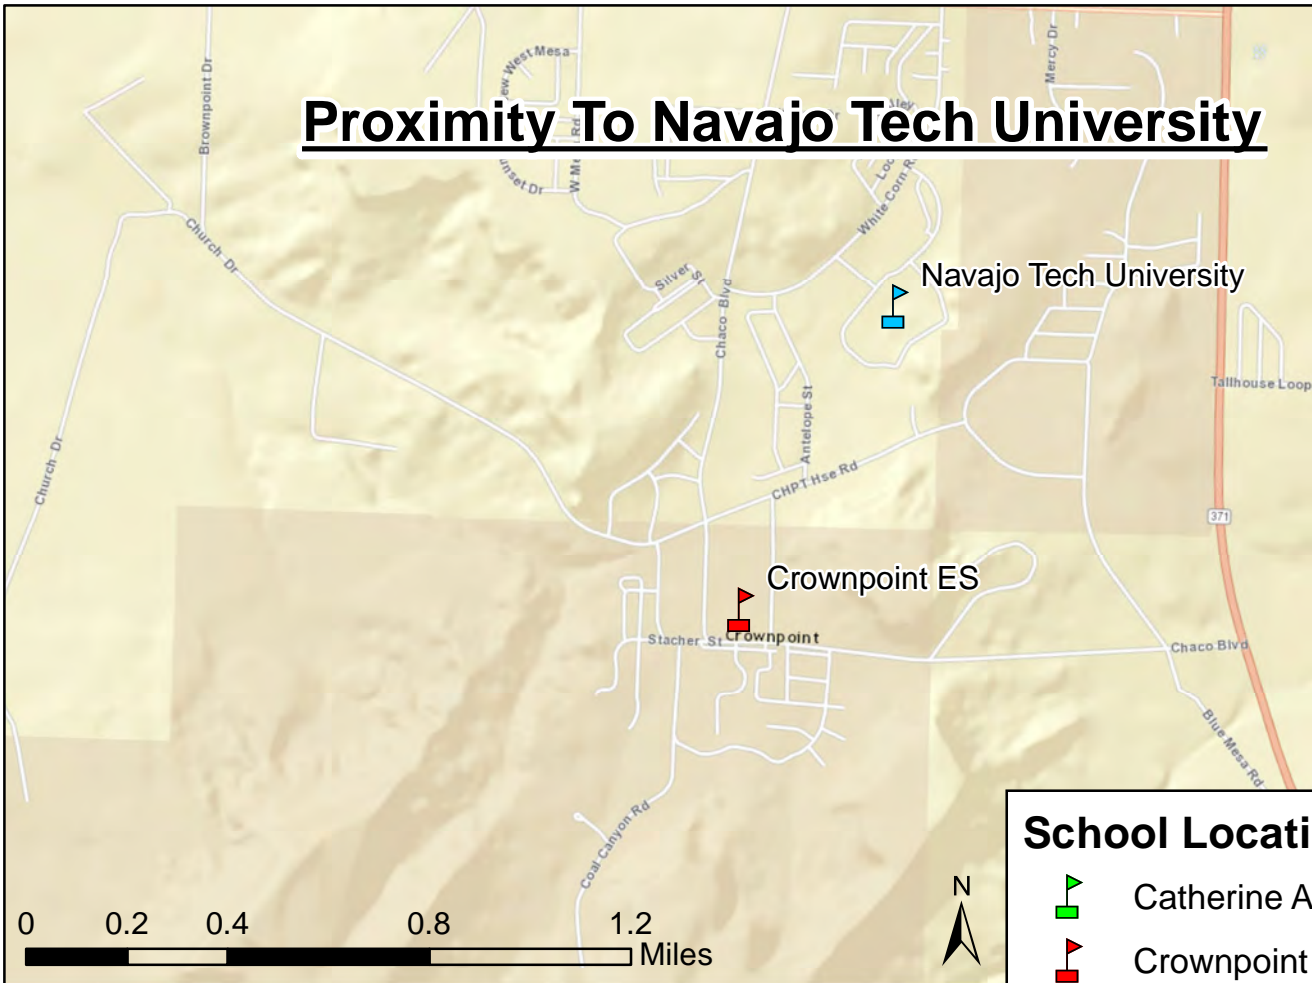 Mercy Dr
ew West Mesa
Brownpoint Dr
Proximity To Navajo Tech University
unset Dr
White Corn R
Church Dr
Silver St
Navajo Tech University
Chaco Blvd
Tallhouse Loop
Antelope St
Church Dr
CHPT Hse Rd
371
Crownpoint ES
Stacher St
Crownpoint
Chaco Blvd
Blue Mesa Rd
Coal Canyon Rd
School Locati
Catherine A
Crownpoint
N
0 0.2 0.4 0.8 1.2
Miles